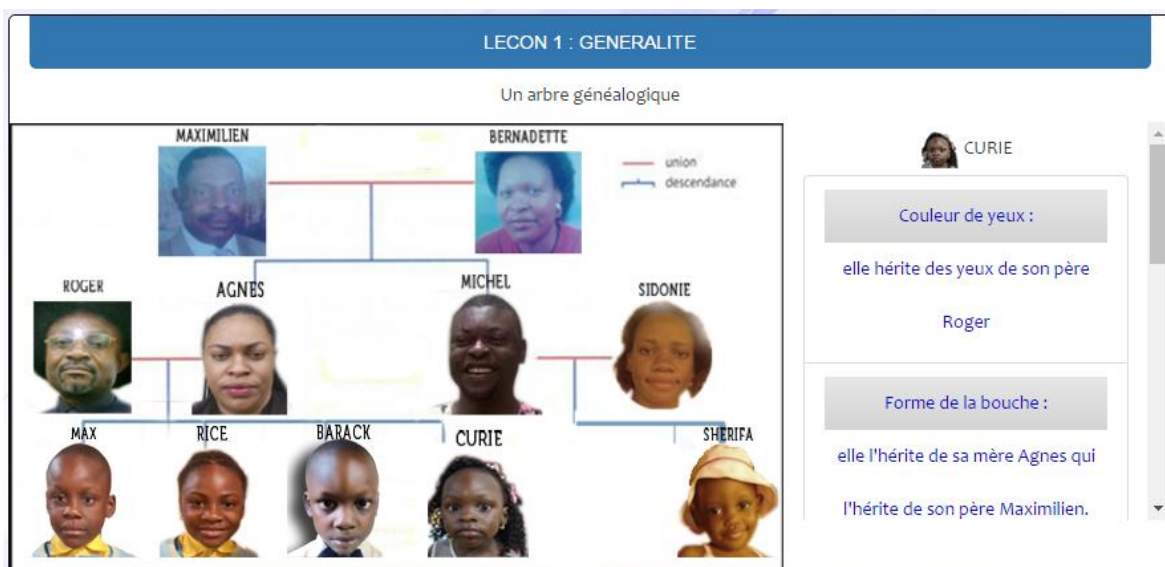 LECON 1 : GENERALITE
Un arbre généalogique
MAXIMILIEN
BERNADETTE
union
descendance
ROGER
AGNES
MICHEL
SIDONIE
MAX
RICE
BARACK
CURIE
SHERIFA
CURIE
Couleur de yeux :
elle hérite des yeux de son père
Roger
Forme de la bouche :
elle l'hérite de sa mère Agnes qui
l'hérite de son père Maximilien.